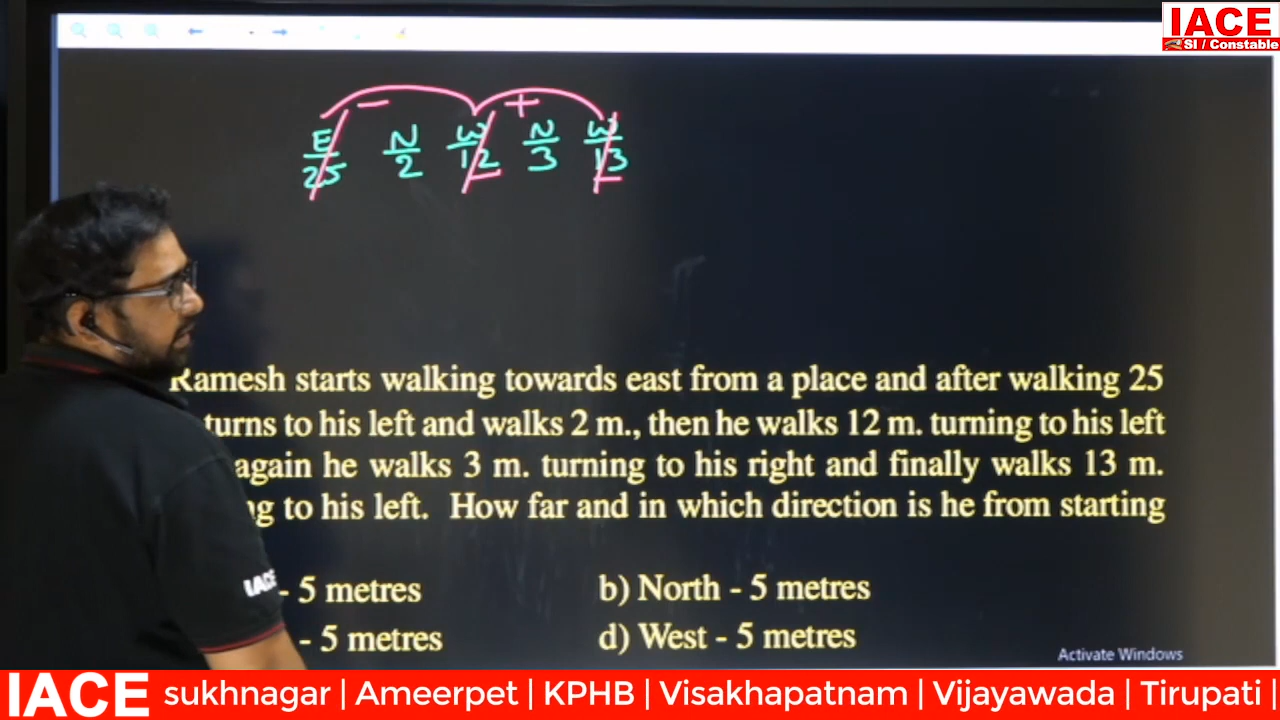 IACE
SI / Constable
− +
E N W N W
25 2 12 3 13
Ramesh starts walking towards east from a place and after walking 25
turns to his left and walks 2 m., then he walks 12 m. turning to his left
again he walks 3 m. turning to his right and finally walks 13 m.
to his left. How far and in which direction is he from starting
- 5 metres b) North - 5 metres
- 5 metres d) West - 5 metres
IACE
Activate Windows
IACE sukhnagar | Ameerpet | KPHB | Visakhapatnam | Vijayawada | Tirupati |